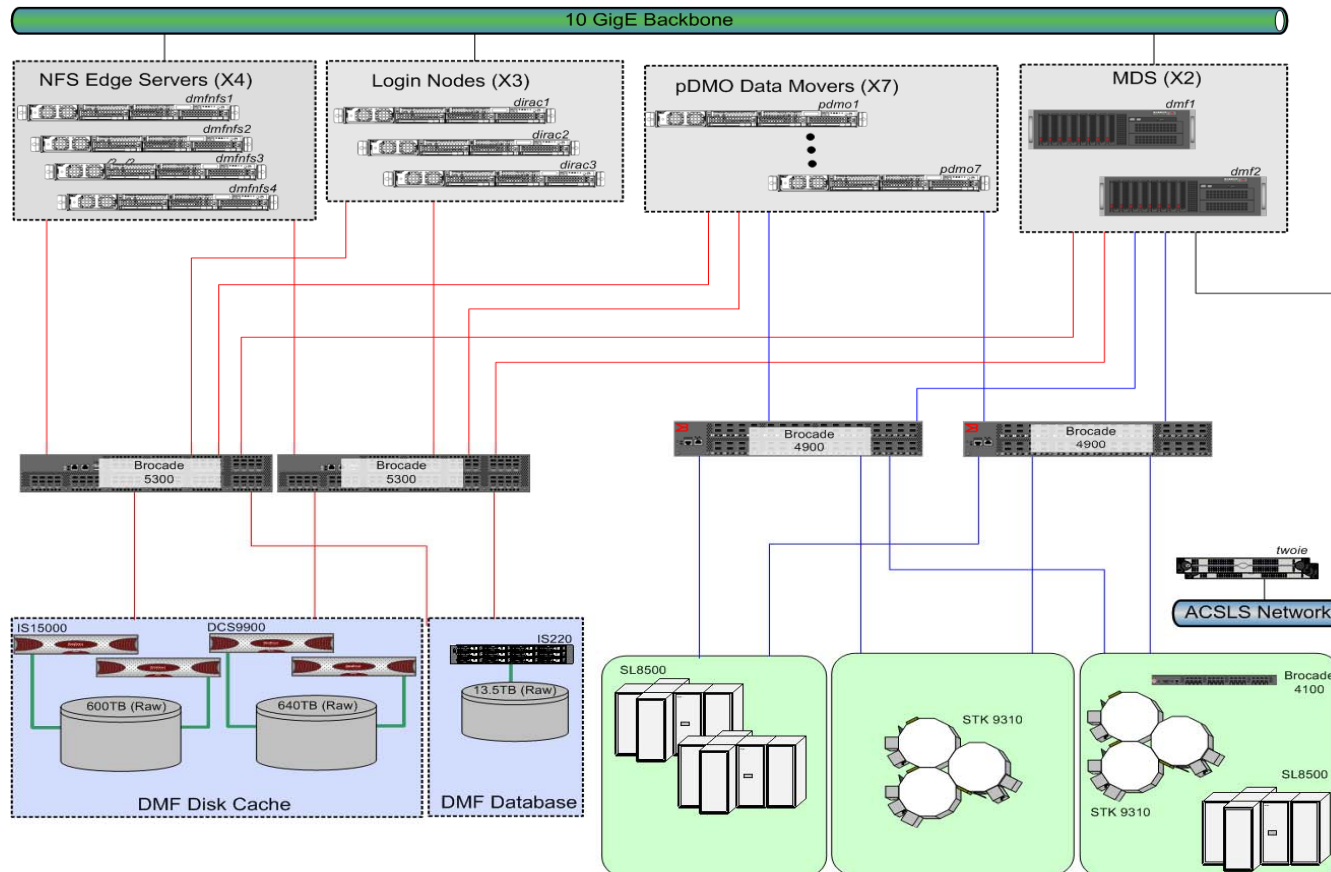 10 GigE Backbone
NFS Edge Servers (X4)
dmfnfs1
dmfnfs2
dmfnfs3
dmfnfs4
Login Nodes (X3)
dirac1
dirac2
dirac3
pDMO Data Movers (X7)
pdmo1
pdmo7
MDS (X2)
dmf1
dmf2
Brocade
4900
Brocade
4900
Brocade
5300
Brocade
5300
twoie
ACSLS Network
IS15000
DCS9900
600TB (Raw)
640TB (Raw)
DMF Disk Cache
IS220
13.5TB (Raw)
DMF Database
SL8500
STK 9310
Brocade
4100
STK 9310
SL8500